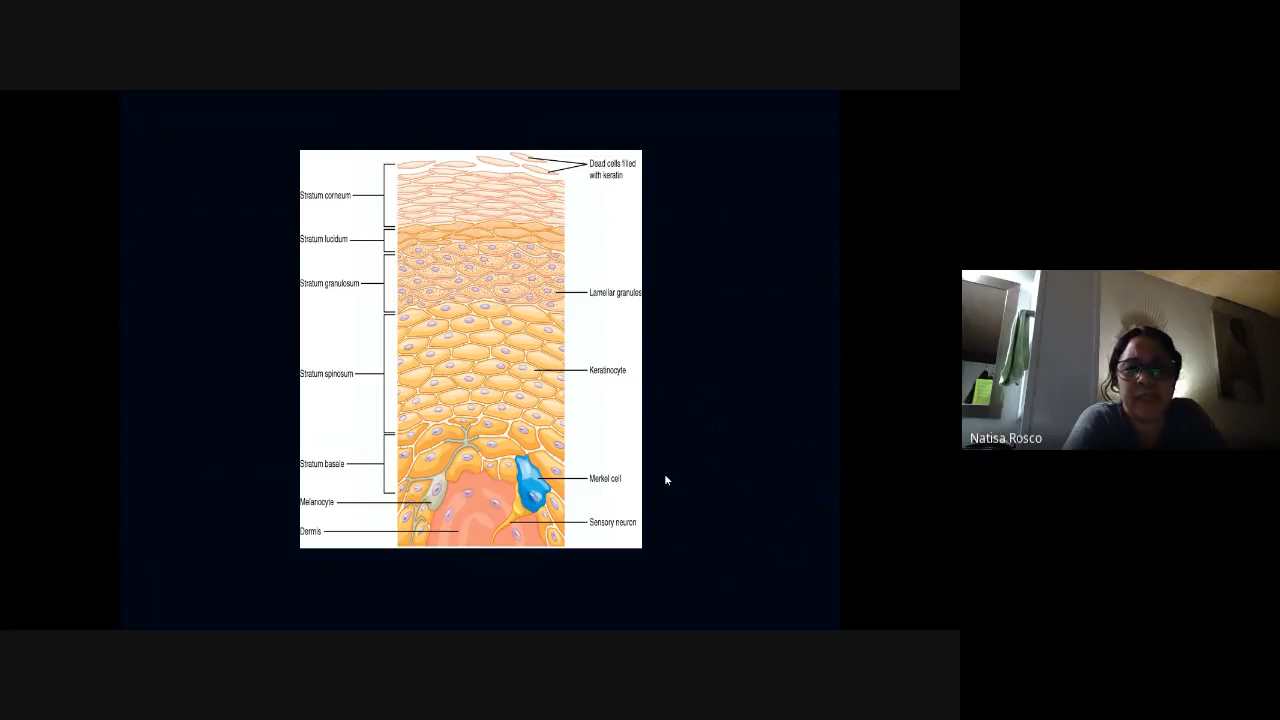 Dead cells filled
with keratin
Stratum corneum
Stratum lucidum
Stratum granulosum
Lamellar granules
Keratinocyte
Stratum spinosum
Stratum basale
Merkel cell
Melanocyte
Sensory neuron
Dermis
Natisa Rosco